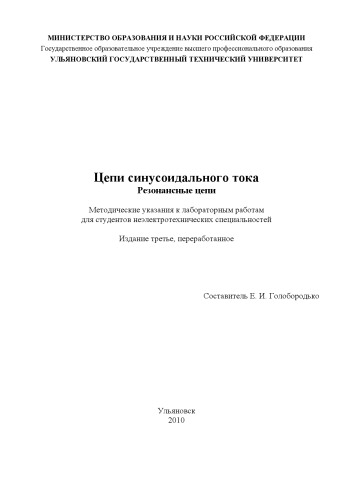 МИНИСТЕРСТВО ОБРАЗОВАНИЯ И НАУКИ РОССИЙСКОЙ ФЕДЕРАЦИИ
Государственное образовательное учреждение высшего профессионального образования
УЛЬЯНОВСКИЙ ГОСУДАРСТВЕННЫЙ ТЕХНИЧЕСКИЙ УНИВЕРСИТЕТ
Цепи синусоидального тока
Резонансные цепи
Методические указания к лабораторным работам
для студентов неэлектротехнических специальностей
Издание третье, переработанное
Составитель Е. И. Голобородько
Ульяновск
2010